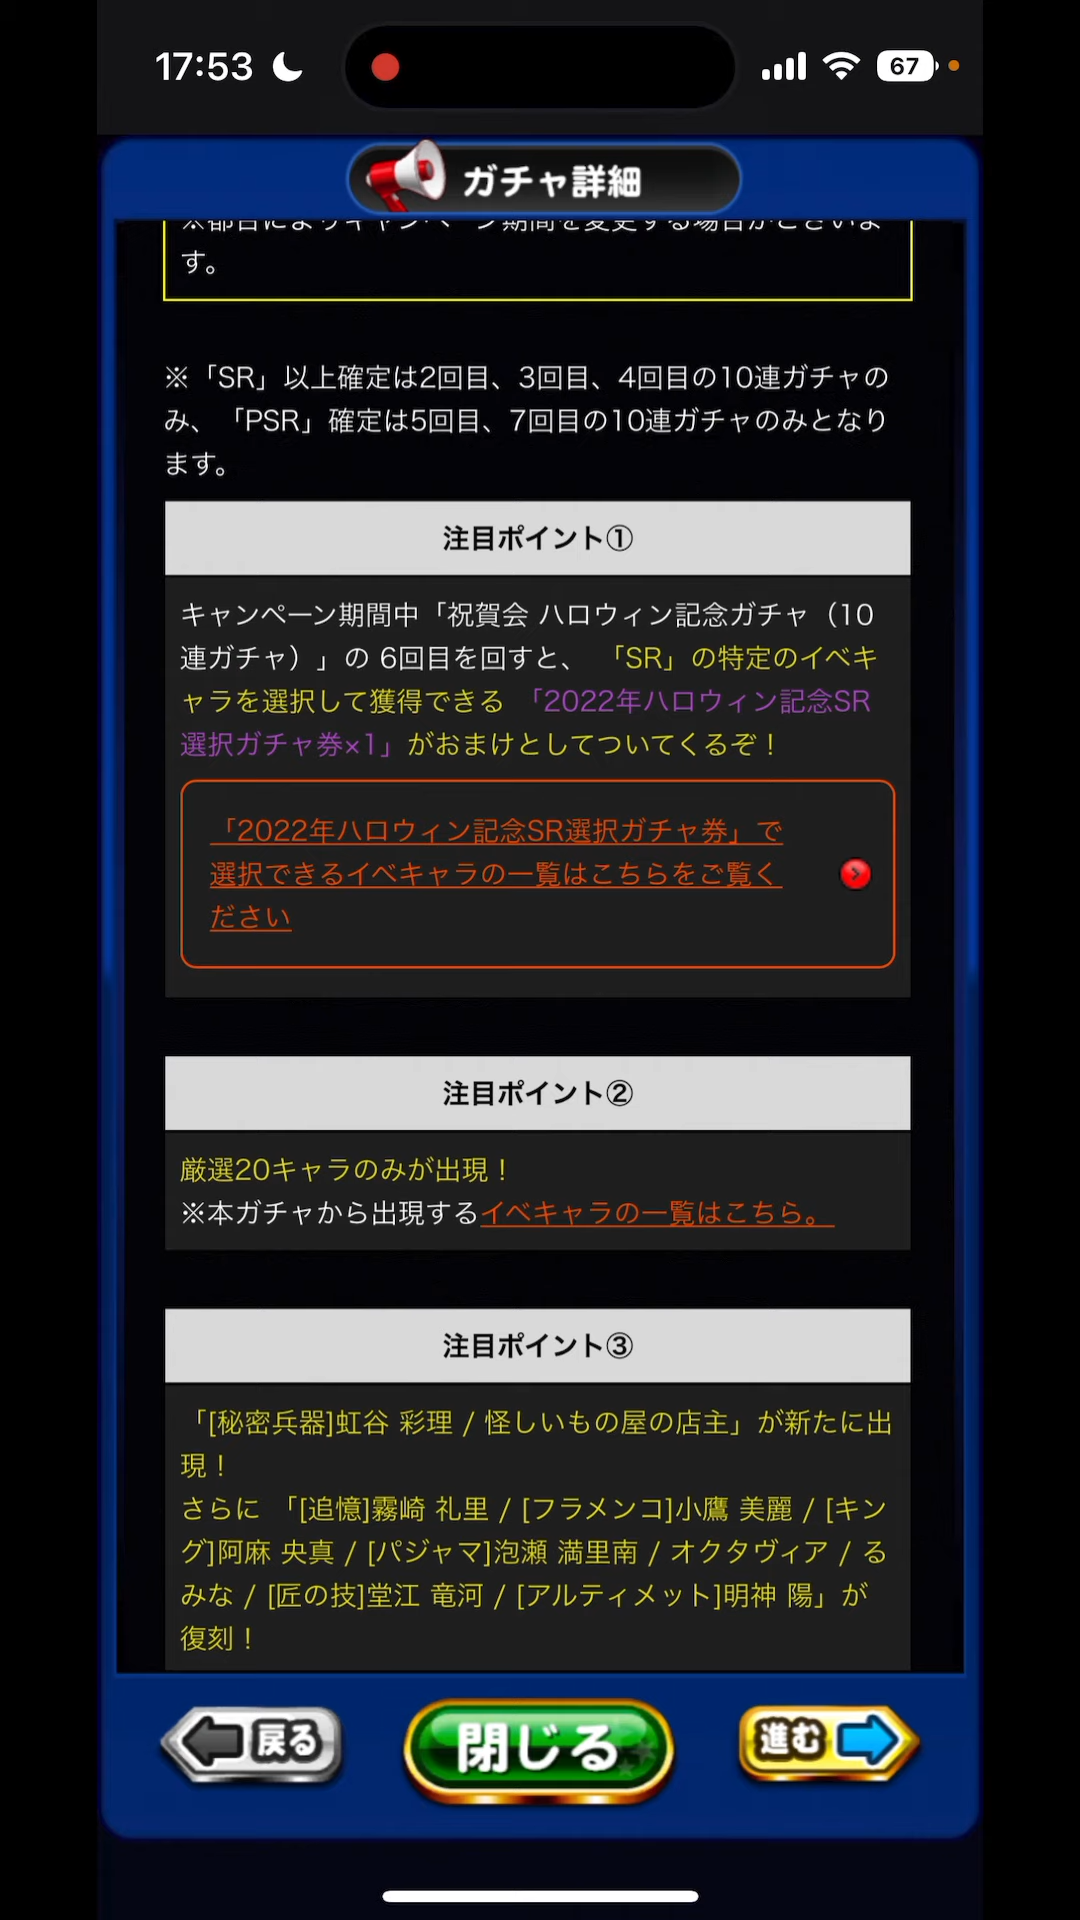 17:53
67
ガチャ詳細
す。
※「SR」以上確定は2回目、3回目、4回目の10連ガチャの
み、「PSR」確定は5回目、7回目の10連ガチャのみとなり
ます。
注目ポイント①
キャンペーン期間中「祝賀会 ハロウィン記念ガチャ（10
連ガチャ）」の 6回目を回すと、 「SR」の特定のイベキ
ャラを選択して獲得できる 「2022年ハロウィン記念SR
選択ガチャ券×1」がおまけとしてついてくるぞ！
「2022年ハロウィン記念SR選択ガチャ券」で
選択できるイベキャラの一覧はこちらをご覧く
ださい
注目ポイント②
厳選20キャラのみが出現！
※本ガチャから出現するイベキャラの一覧はこちら。
注目ポイント③
「[秘密兵器]虹谷 彩理 / 怪しいもの屋の店主」が新たに出
現！
さらに 「[追憶]霧崎 礼里 / [フラメンコ]小鷹 美麗 / [キン
グ]阿麻 央真 / [パジャマ]泡瀬 満里南 / オクタヴィア / る
みな / [匠の技]堂江 竜河 / [アルティメット]明神 陽」が
復刻！
戻る
閉じる
進む